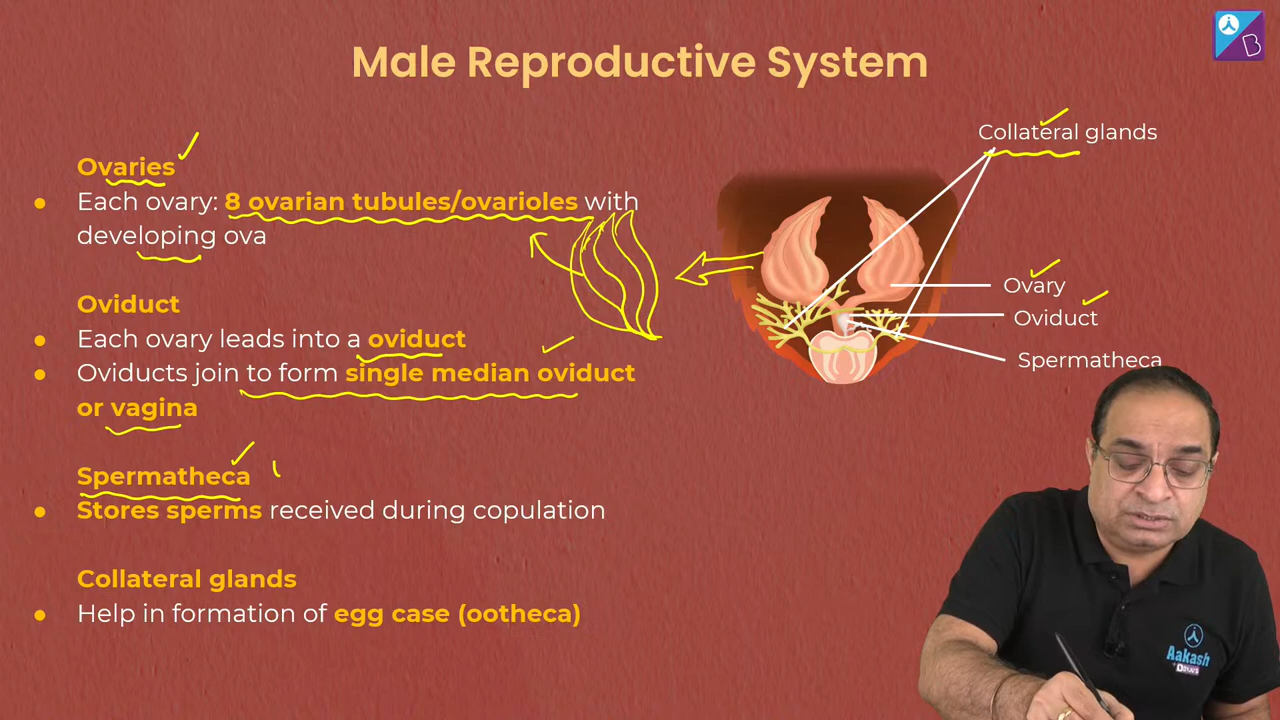 Male Reproductive System
Ovaries
Each ovary: 8 ovarian tubules/ovarioles with
developing ova
Oviduct
Each ovary leads into a oviduct
Oviducts join to form single median oviduct
or vagina
Spermatheca
Stores sperms received during copulation
Collateral glands
Help in formation of egg case (ootheca)
Collateral glands
Ovary
Oviduct
Spermatheca
B
Aakash